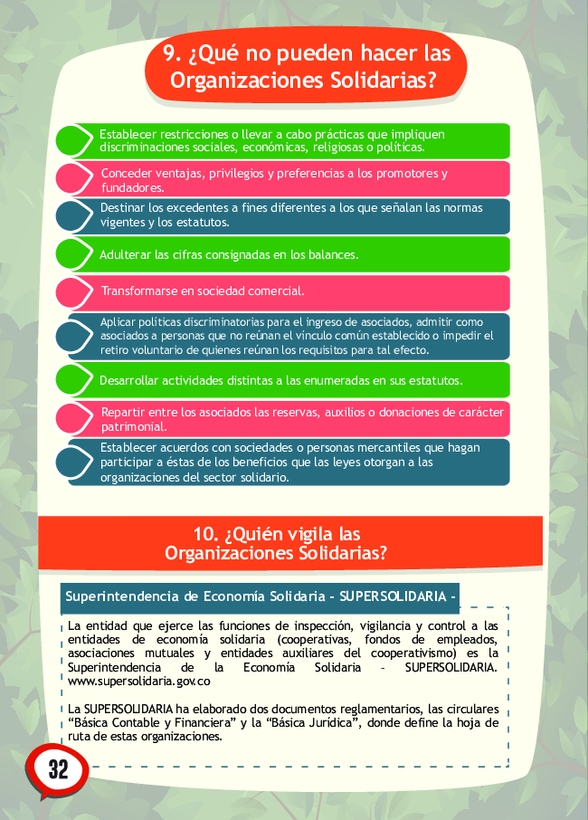 9. ¿Qué no pueden hacer las
Organizaciones Solidarias?
Establecer restricciones o llevar a cabo prácticas que impliquen
discriminaciones sociales, económicas, religiosas o políticas.
Conceder ventajas, privilegios y preferencias a los promotores y
fundadores.
Destinar los excedentes a fines diferentes a los que señalan las normas
vigentes y los estatutos.
Adulterar las cifras consignadas en los balances.
Transformarse en sociedad comercial.
Aplicar políticas discriminatorias para el ingreso de asociados, admitir como
asociados a personas que no reúnan el vínculo común establecido o impedir el
retiro voluntario de quienes reúnan los requisitos para tal efecto.
Desarrollar actividades distintas a las enumeradas en sus estatutos.
Repartir entre los asociados las reservas, auxilios o donaciones de carácter
patrimonial.
Establecer acuerdos con sociedades o personas mercantiles que hagan
participar a éstas de los beneficios que las leyes otorgan a las
organizaciones del sector solidario.
10. ¿Quién vigila las
Organizaciones Solidarias?
Superintendencia de Economía Solidaria - SUPERSOLIDARIA -
La entidad que ejerce las funciones de inspección, vigilancia y control a las
entidades de economía solidaria (cooperativas, fondos de empleados,
asociaciones mutuales y entidades auxiliares del cooperativismo) es la
Superintendencia de la Economía Solidaria - SUPERSOLIDARIA.
www.supersolidaria.gov.co
La SUPERSOLIDARIA ha elaborado dos documentos reglamentarios, las circulares
“Básica Contable y Financiera” y la “Básica Jurídica”, donde define la hoja de
ruta de estas organizaciones.
32